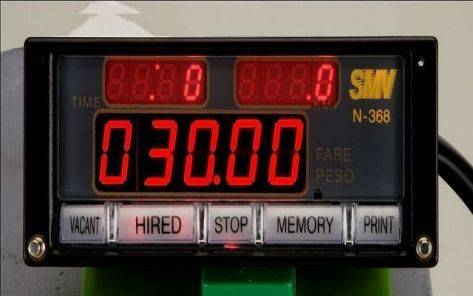 : 0 .0 SMV
TIME KM
N-368
030.00 FARE
PESO
VACANT HIRED STOP MEMORY PRINT